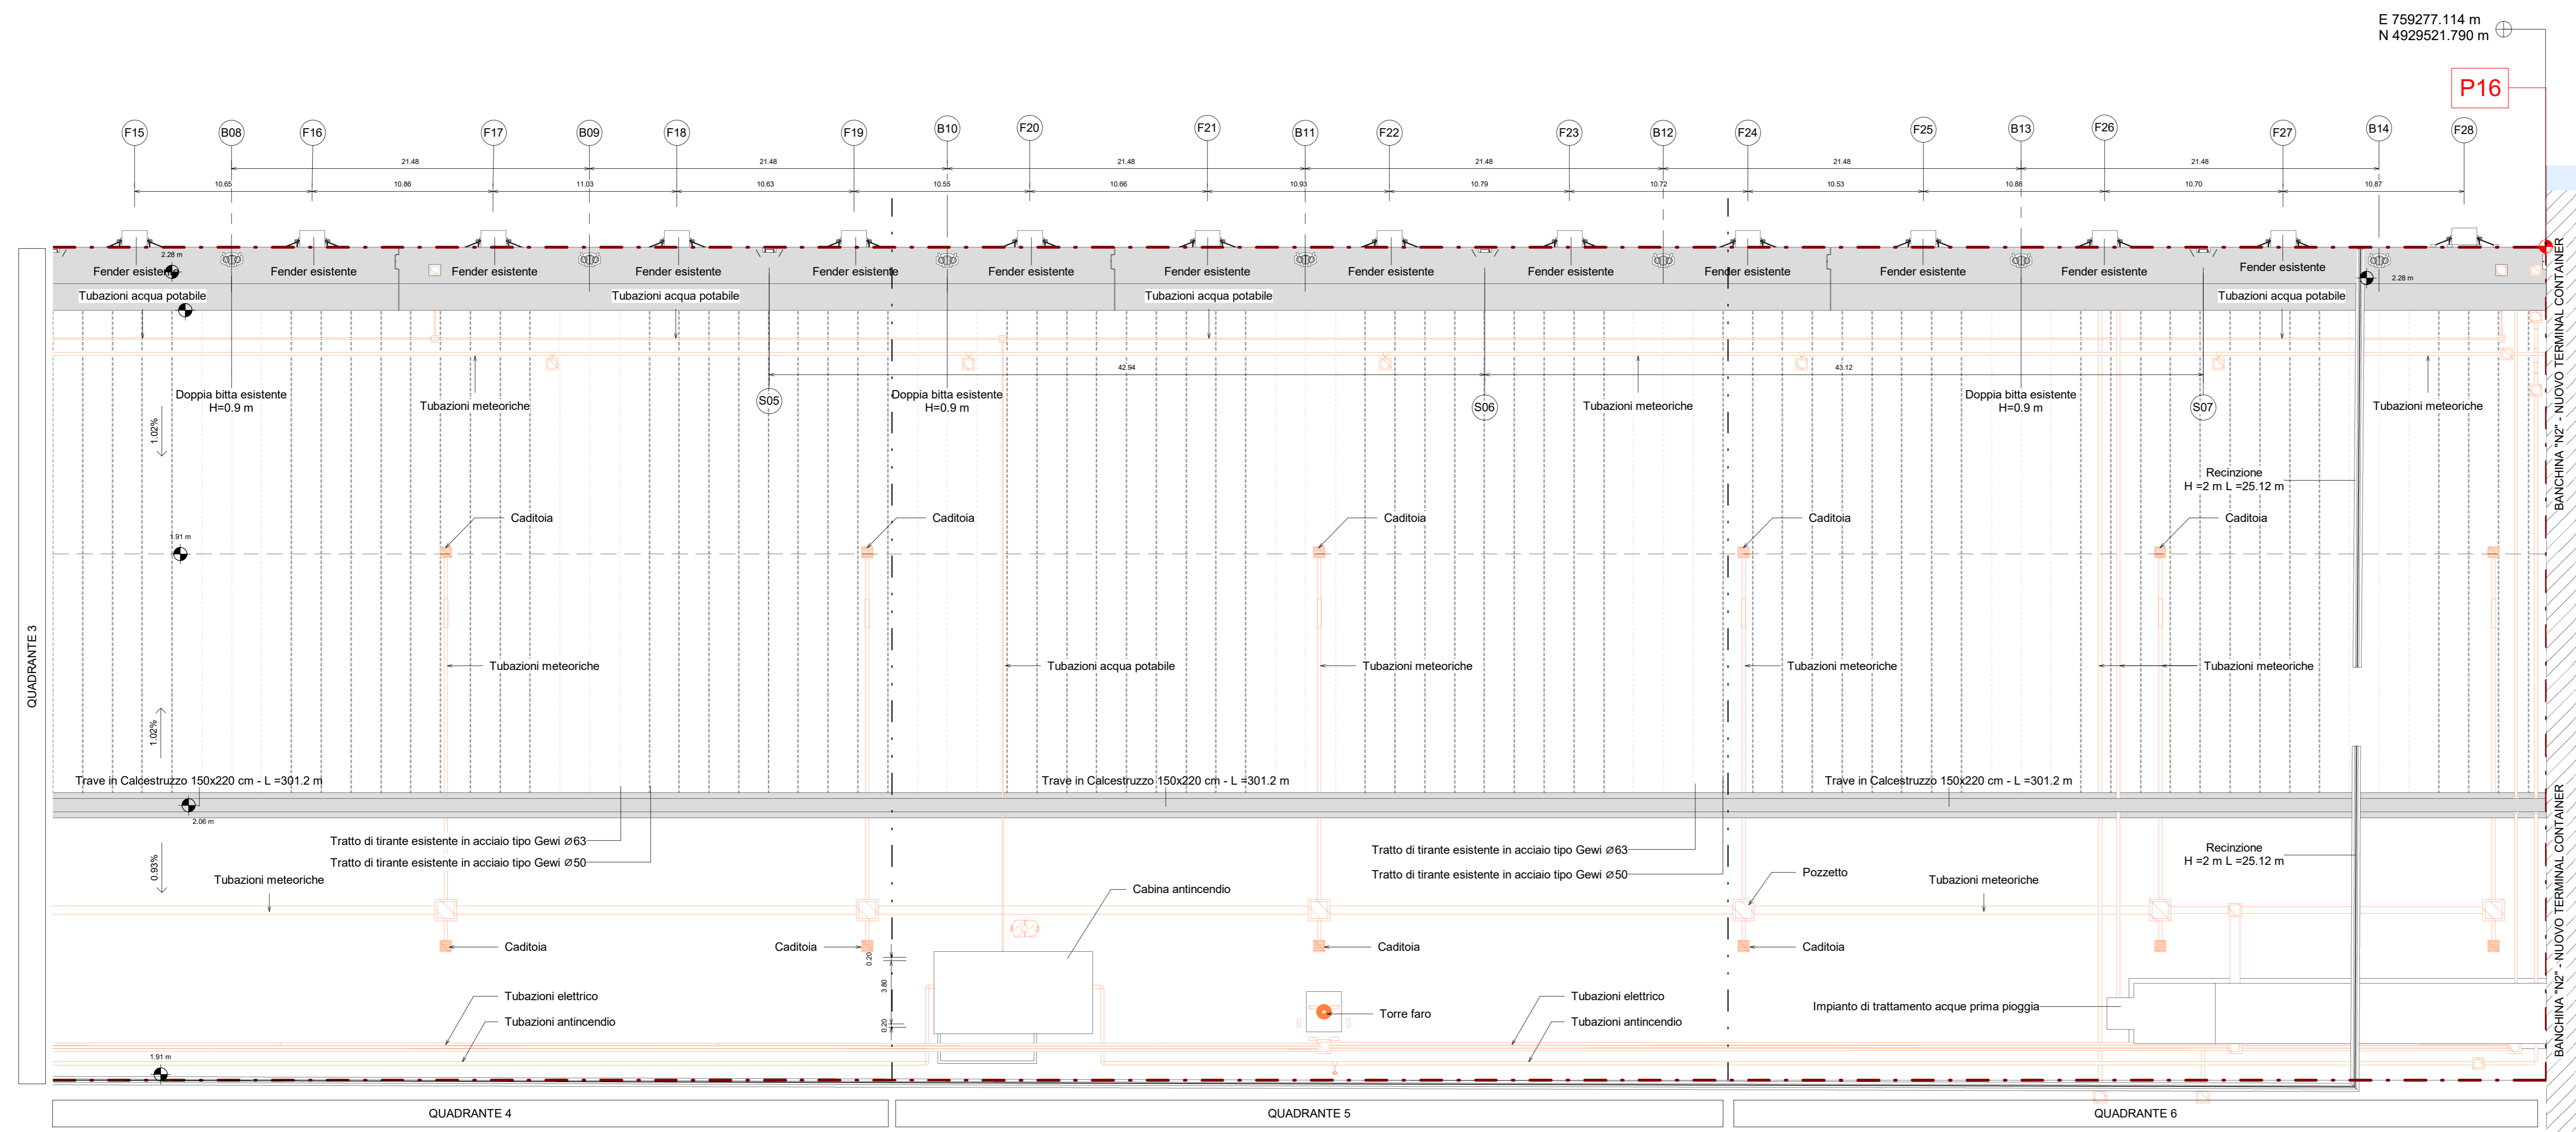 E 759277.114 m
N 4929521.790 m
P16
F15
B08
F16
F17
B09
F18
F19
B10
F20
F21
B11
F22
F23
B12
F24
F25
B13
F26
F27
B14
F28
21.48
21.48
21.48
21.48
21.48
21.48
10.65
10.86
11.03
10.63
10.55
10.66
10.93
10.79
10.72
10.53
10.88
10.70
10.87
2.28 m
Fender esistente
Fender esistente
Fender esistente
Fender esistente
Fender esistente
Fender esistente
Fender esistente
Fender esistente
Fender esistente
Fender esistente
Fender esistente
Fender esistente
Fender esistente
2.28 m
Tubazioni acqua potabile
Tubazioni acqua potabile
Tubazioni acqua potabile
Tubazioni acqua potabile
42.94
43.12
Doppia bitta esistente
H=0.9 m
Tubazioni meteoriche
S05
Doppia bitta esistente
H=0.9 m
S06
Tubazioni meteoriche
Doppia bitta esistente
H=0.9 m
S07
Tubazioni meteoriche
1.02%
Recinzione
H =2 m L =25.12 m
BANCHINA "N2" - NUOVO TERMINAL CONTAINER
Caditoia
Caditoia
Caditoia
Caditoia
Caditoia
1.91 m
QUADRANTE 3
Tubazioni meteoriche
Tubazioni acqua potabile
Tubazioni meteoriche
Tubazioni meteoriche
Tubazioni meteoriche
1.02%
Trave in Calcestruzzo 150x220 cm - L =301.2 m
Trave in Calcestruzzo 150x220 cm - L =301.2 m
Trave in Calcestruzzo 150x220 cm - L =301.2 m
2.06 m
Tratto di tirante esistente in acciaio tipo Gewi Ø63
Tratto di tirante esistente in acciaio tipo Gewi Ø50
Tratto di tirante esistente in acciaio tipo Gewi Ø63
Tratto di tirante esistente in acciaio tipo Gewi Ø50
0.93%
Recinzione
H =2 m L =25.12 m
Tubazioni meteoriche
Cabina antincendio
Pozzetto
Tubazioni meteoriche
BANCHINA "N2" - NUOVO TERMINAL CONTAINER
Caditoia
Caditoia
Caditoia
Caditoia
0.20
3.80
0.20
Tubazioni elettrico
Tubazioni antincendio
Torre faro
Tubazioni elettrico
Tubazioni antincendio
Impianto di trattamento acque prima pioggia
1.91 m
QUADRANTE 4
QUADRANTE 5
QUADRANTE 6